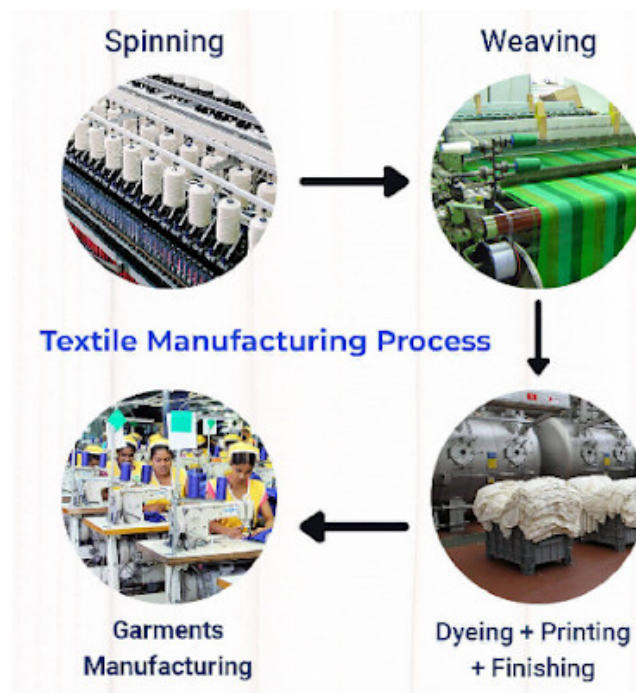 Spinning
Weaving
Textile Manufacturing Process
Garments
Manufacturing
Dyeing + Printing
+ Finishing